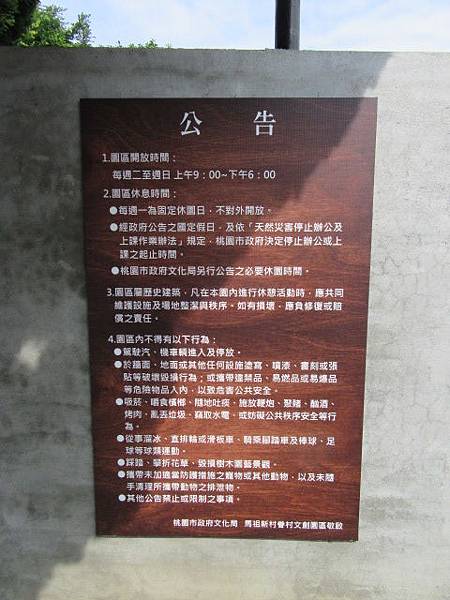 公告
1.園區開放時間：
每週二至週日 上午9：00~下午6：00
2.園區休息時間：
●每週一為固定休園日，不對外開放。
●經政府公告之國定假日，及依「天然災害停止辦公及
上課作業辦法」規定，桃園市政府決定停止辦公或上
課之起止時間。
●桃園市政府文化局另行公告之必要休園時間。
3.園區屬歷史建築，凡在本園內進行休憩活動時，應共同
維護設施及場地整潔與秩序。如有損壞，應負修復或賠
償之責任。
4.園區內不得有以下行為：
●駕駛汽、機車輛進入及停放。
●於牆面、地面或其他任何設施塗寫、噴漆、書刻或張
貼等破壞毀損行為；或攜帶違禁品、易燃品或易爆品
等危險物品入內，以致危害公共安全。
●吸菸、嚼食檳榔、隨地吐痰、施放鞭炮、聚賭、酗酒、
烤肉、亂丟垃圾、竊取水電、或妨礙公共秩序安全等行
為。
●從事溜冰、直排輪或滑板車、騎乘腳踏車及棒球、足
球等球類運動。
●踩踏、攀折花草、毀損樹木園藝景觀。
●攜帶未加適當防護措施之寵物或其他動物，以及未隨
手清理所攜帶動物之排泄物。
●其他公告禁止或限制之事項。
桃園市政府文化局 馬祖新村眷村文創園區敬啟